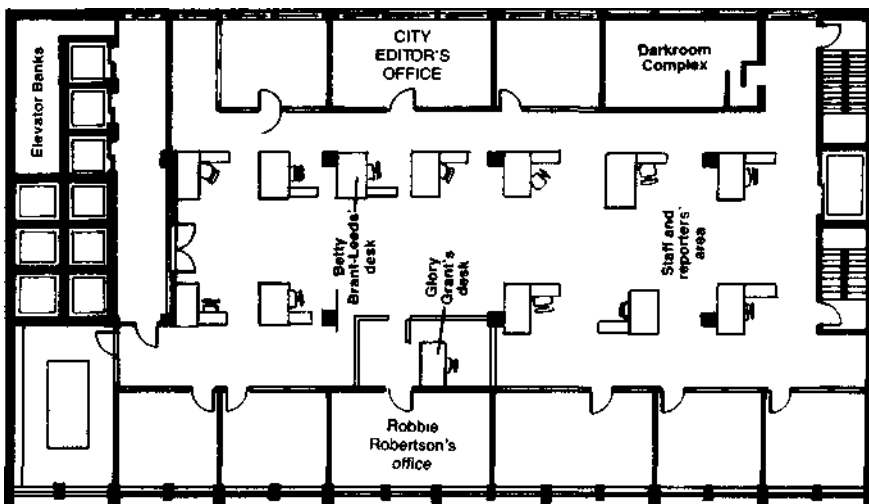 Elevator Banks
CITY
EDITOR'S
OFFICE
Darkroom
Complex
Betty
Brant-Leeds'
desk
Glory
Grant's
desk
Staff and
reporters'
area
Robbie
Robertson's
office